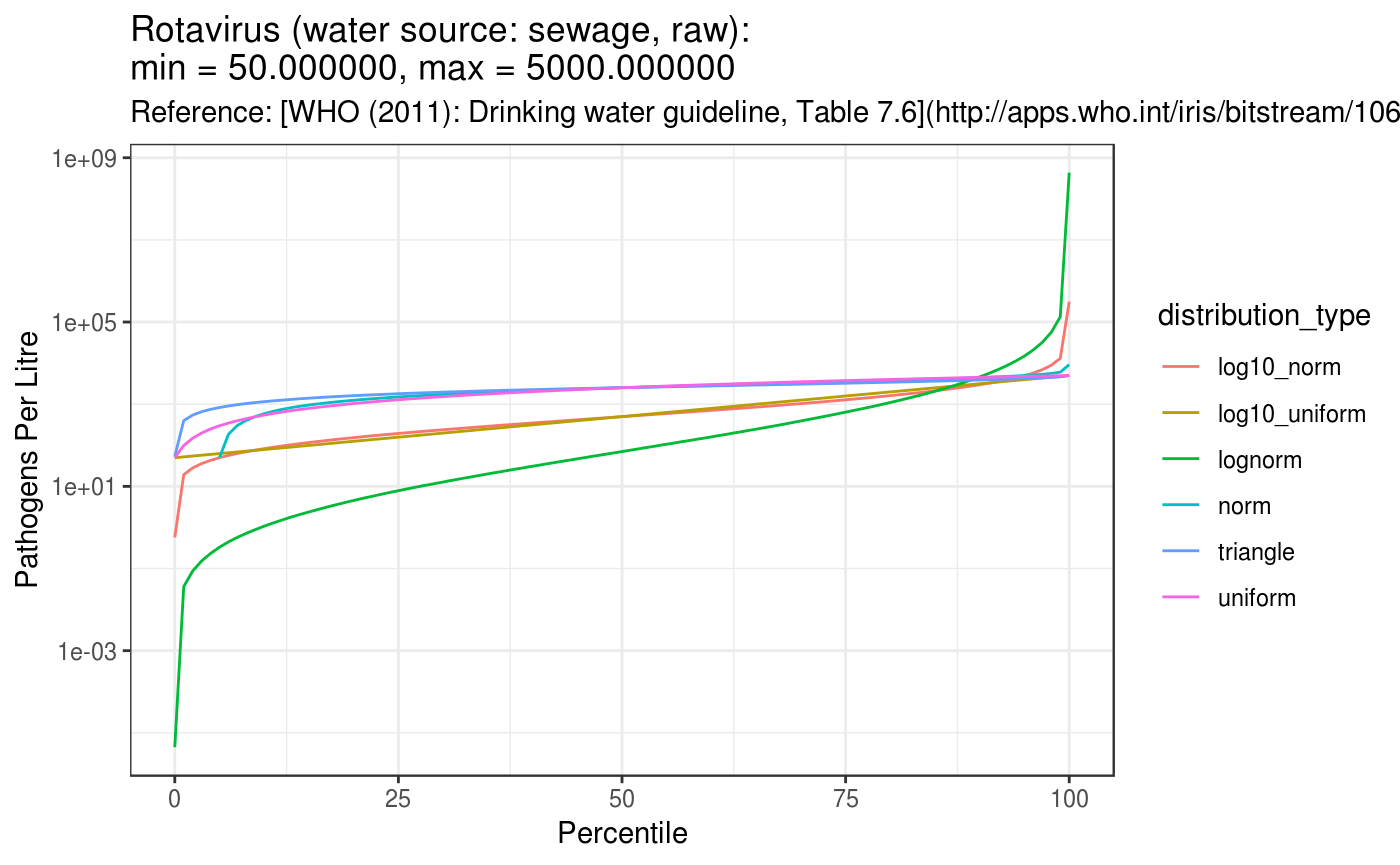 Rotavirus (water source: sewage, raw):
min = 50.000000, max = 5000.000000
Reference: [WHO (2011): Drinking water guideline, Table 7.6](http://apps.who.int/iris/bitstream/106
1e+09
1e+05
1e+01
1e-03
Pathogens Per Litre
0 25 50 75 100
Percentile
distribution_type
log10_norm
log10_uniform
lognorm
norm
triangle
uniform